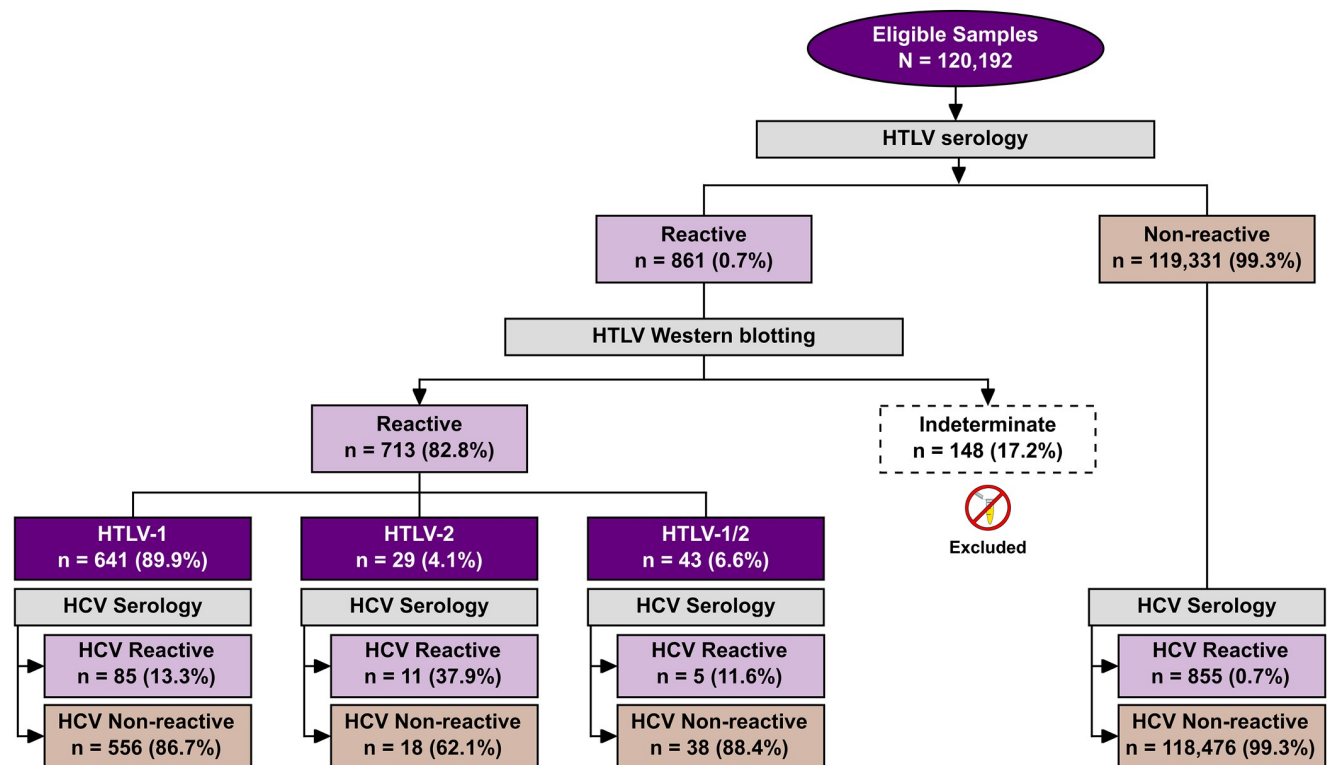 Eligible Samples
N = 120,192
HTLV serology
Reactive
n = 861 (0.7%)
Non-reactive
n = 119,331 (99.3%)
HTLV Western blotting
Reactive
n = 713 (82.8%)
Indeterminate
n = 148 (17.2%)
Excluded
HTLV-1
n = 641 (89.9%)
HCV Serology
HCV Reactive
n = 85 (13.3%)
HCV Non-reactive
n = 556 (86.7%)
HTLV-2
n = 29 (4.1%)
HCV Serology
HCV Reactive
n = 11 (37.9%)
HCV Non-reactive
n = 18 (62.1%)
HTLV-1/2
n = 43 (6.6%)
HCV Serology
HCV Reactive
n = 5 (11.6%)
HCV Non-reactive
n = 38 (88.4%)
HCV Serology
HCV Reactive
n = 855 (0.7%)
HCV Non-reactive
n = 118,476 (99.3%)